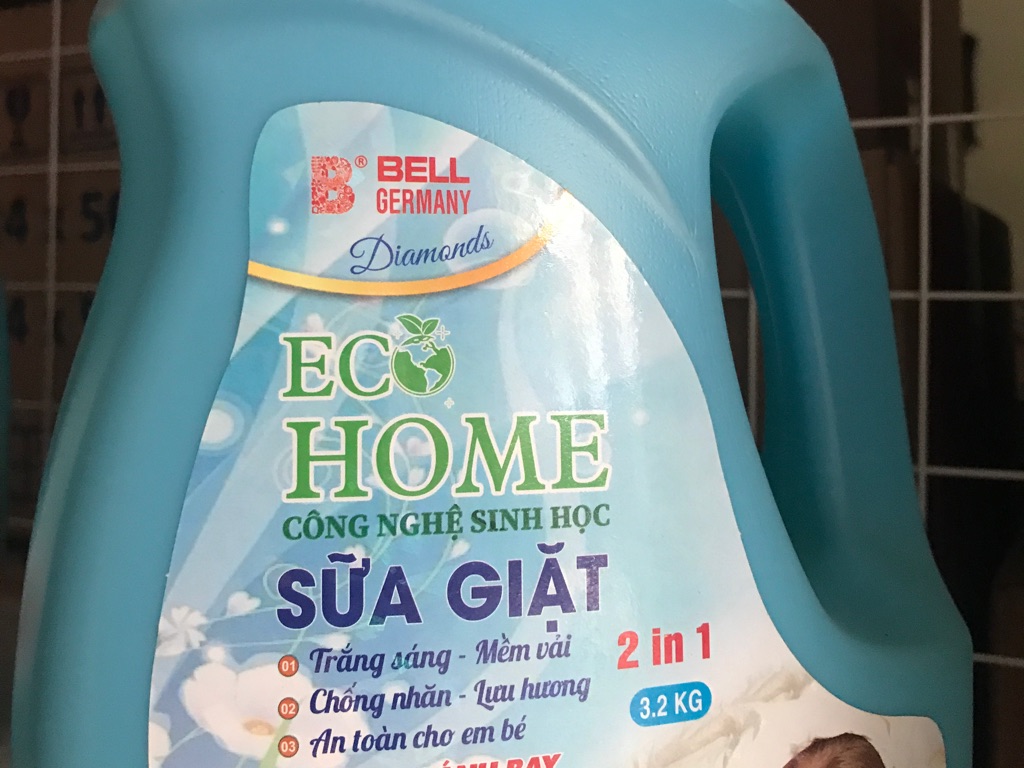 B® BELL
GERMANY
Diamonds
ECO
HOME
CÔNG NGHỆ SINH HỌC
SỮA GIẶT
01 Trắng sáng - Mềm vải
02 Chống nhăn - Lưu hương
03 An toàn cho em bé
2 in 1
3.2 KG